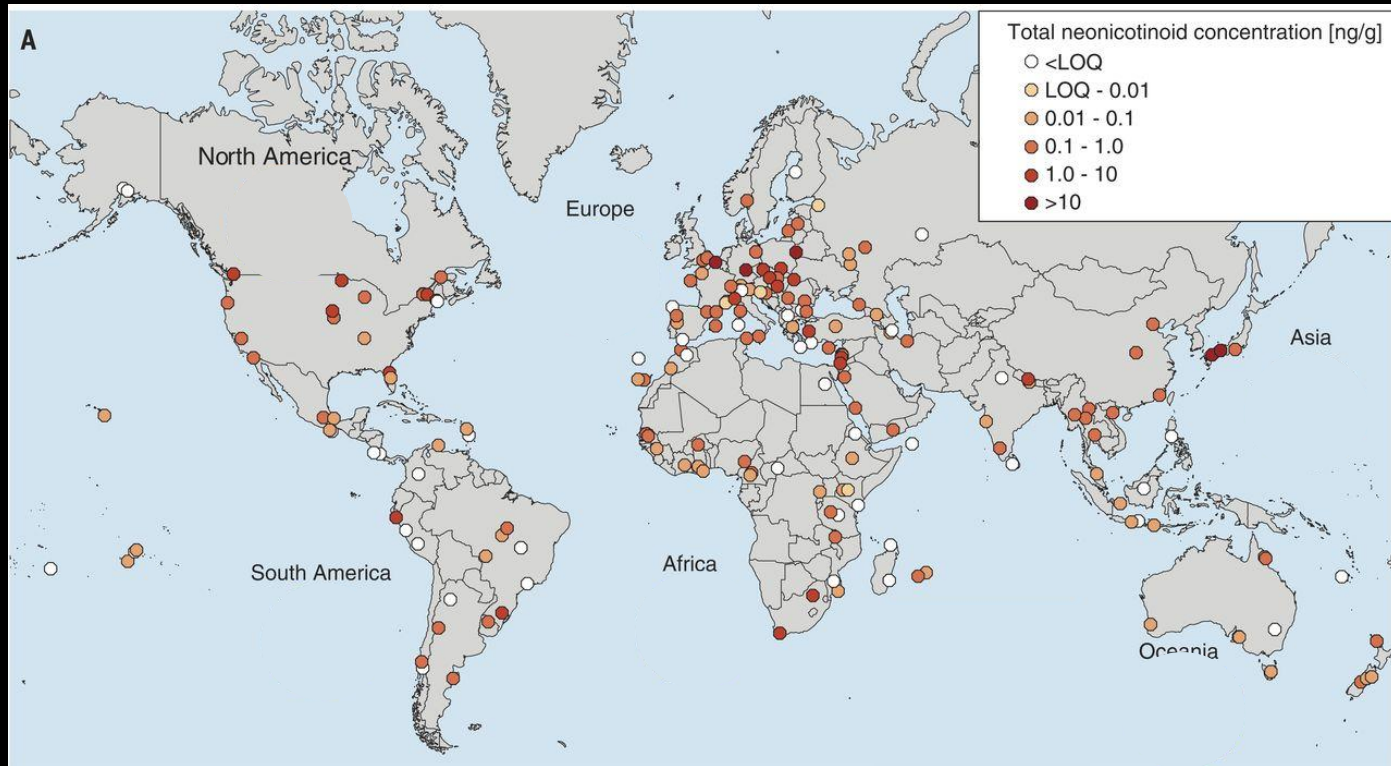 A
Total neonicotinoid concentration [ng/g]
<LOQ
LOQ - 0.01
0.01 - 0.1
0.1 - 1.0
1.0 - 10
>10
North America
Europe
Asia
South America
Africa
Oceania